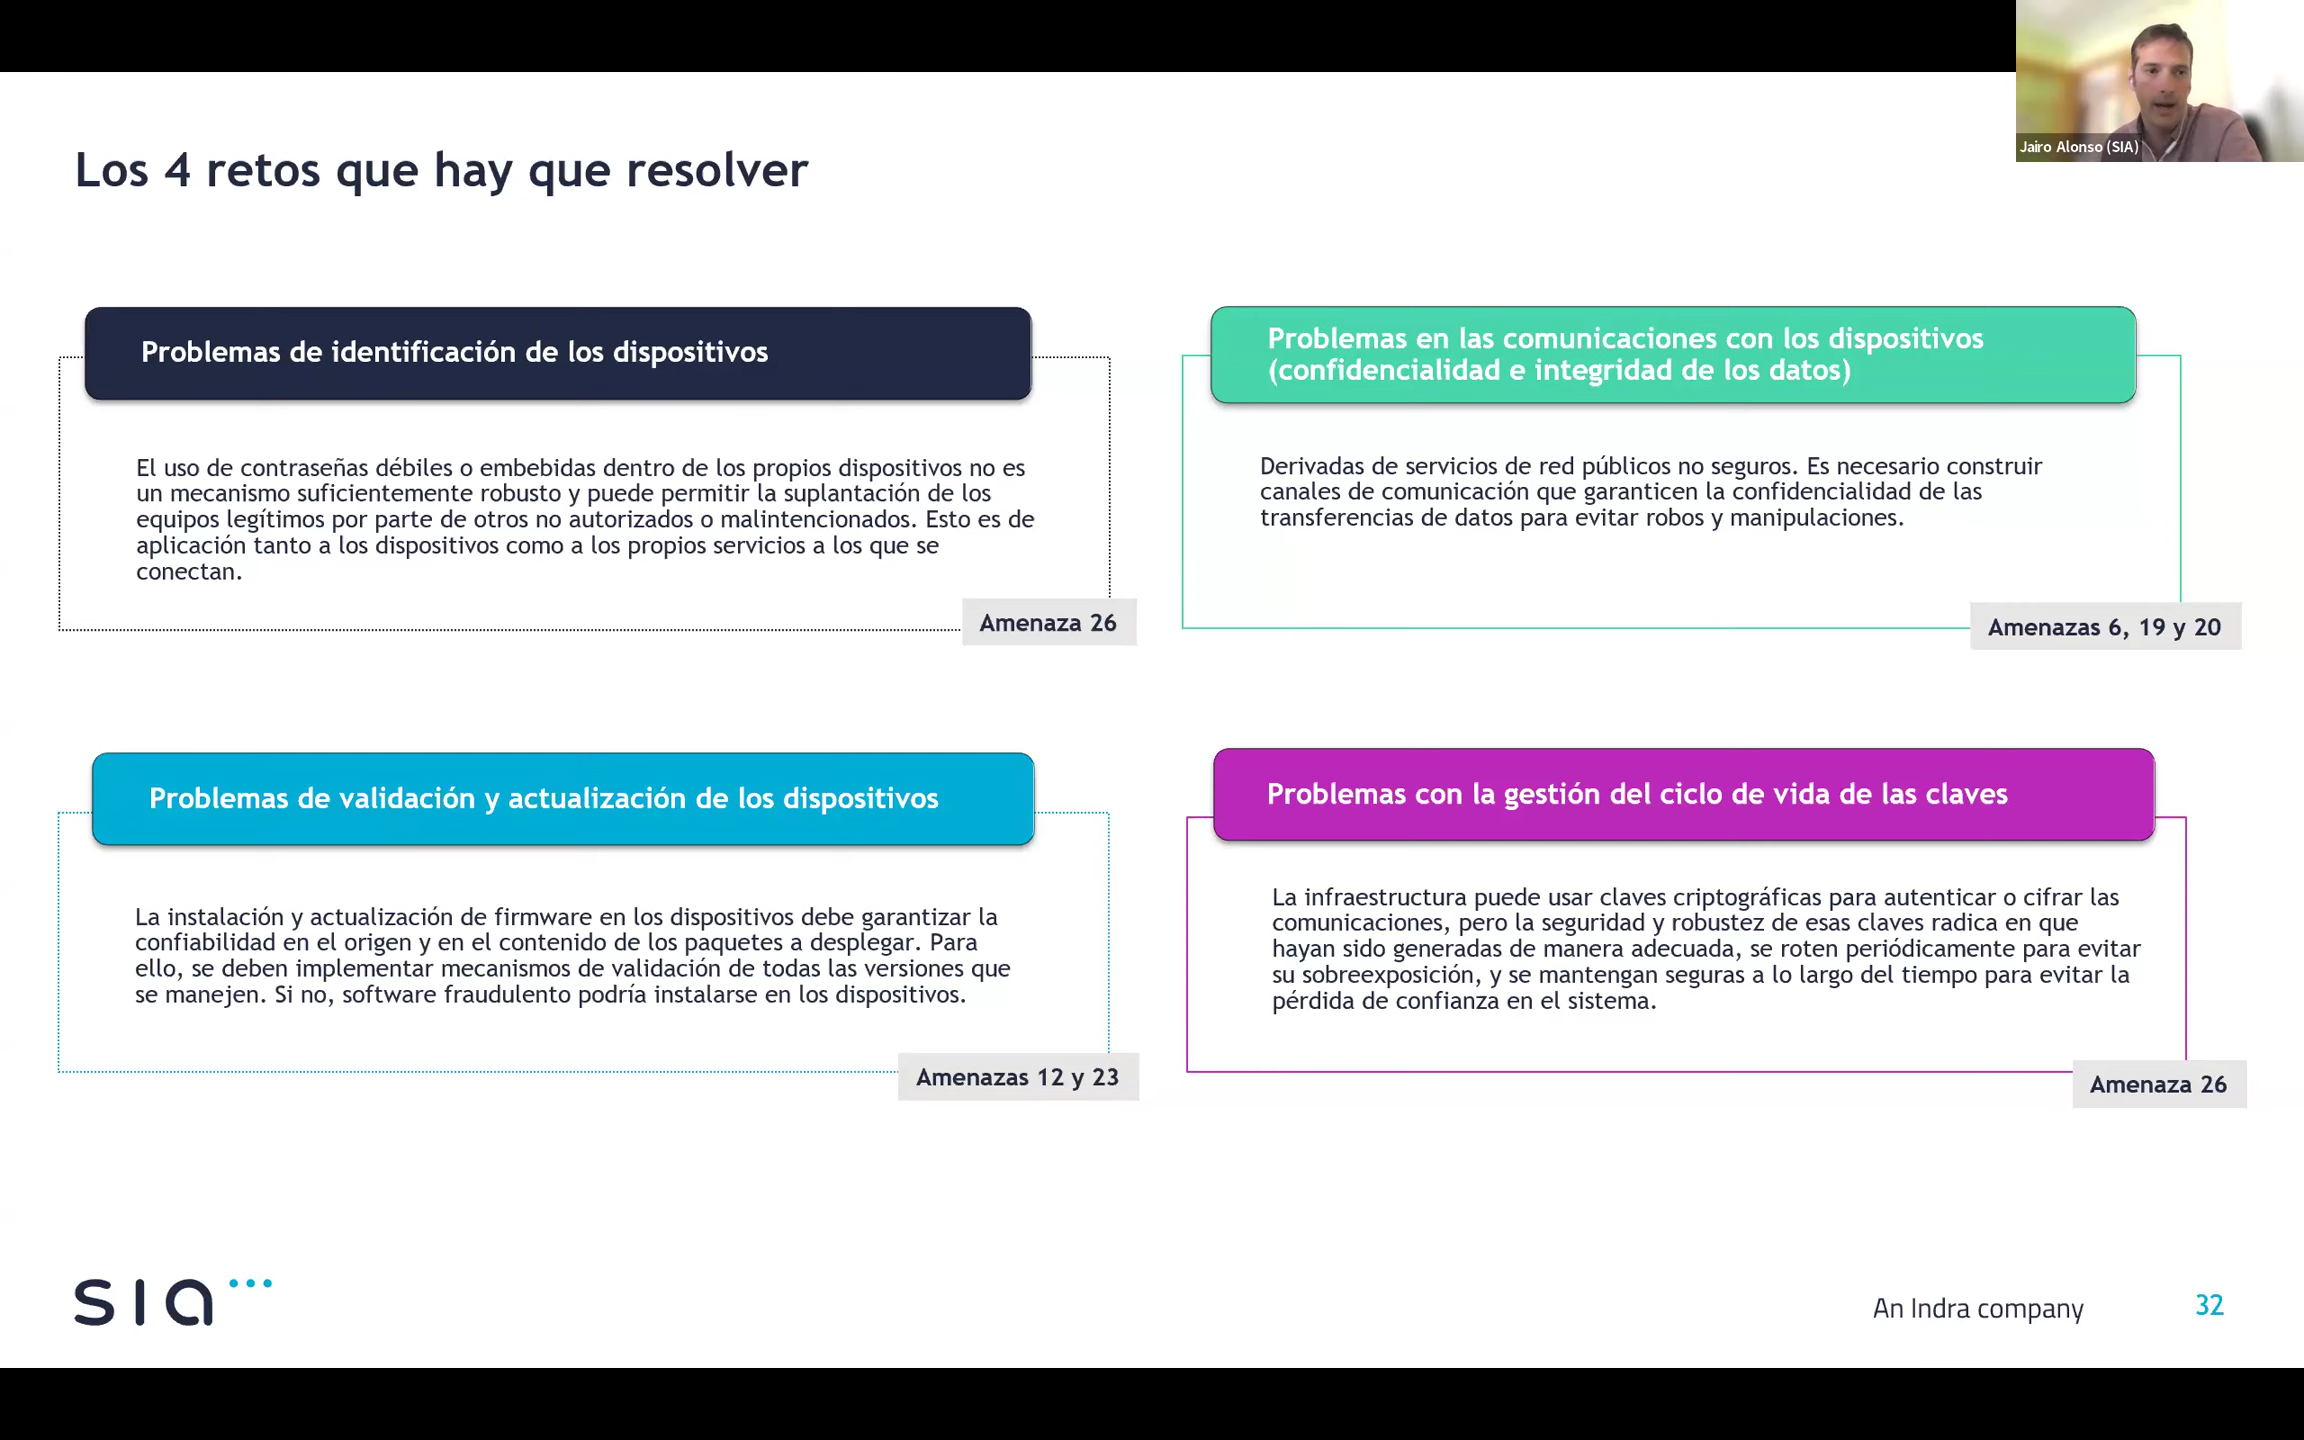 Jairo Alonso (SIA)
Los 4 retos que hay que resolver
Problemas de identificación de los dispositivos
El uso de contraseñas débiles o embebidas dentro de los propios dispositivos no es
un mecanismo suficientemente robusto y puede permitir la suplantación de los
equipos legítimos por parte de otros no autorizados o malintencionados. Esto es de
aplicación tanto a los dispositivos como a los propios servicios a los que se
conectan.
Amenaza 26
Problemas en las comunicaciones con los dispositivos
(confidencialidad e integridad de los datos)
Derivadas de servicios de red públicos no seguros. Es necesario construir
canales de comunicación que garanticen la confidencialidad de las
transferencias de datos para evitar robos y manipulaciones.
Amenazas 6, 19 y 20
Problemas de validación y actualización de los dispositivos
La instalación y actualización de firmware en los dispositivos debe garantizar la
confiabilidad en el origen y en el contenido de los paquetes a desplegar. Para
ello, se deben implementar mecanismos de validación de todas las versiones que
se manejen. Si no, software fraudulento podría instalarse en los dispositivos.
Amenazas 12 y 23
Problemas con la gestión del ciclo de vida de las claves
La infraestructura puede usar claves criptográficas para autenticar o cifrar las
comunicaciones, pero la seguridad y robustez de esas claves radica en que
hayan sido generadas de manera adecuada, se roten periódicamente para evitar
su sobreexposición, y se mantengan seguras a lo largo del tiempo para evitar la
pérdida de confianza en el sistema.
Amenaza 26
sia
An Indra company
32